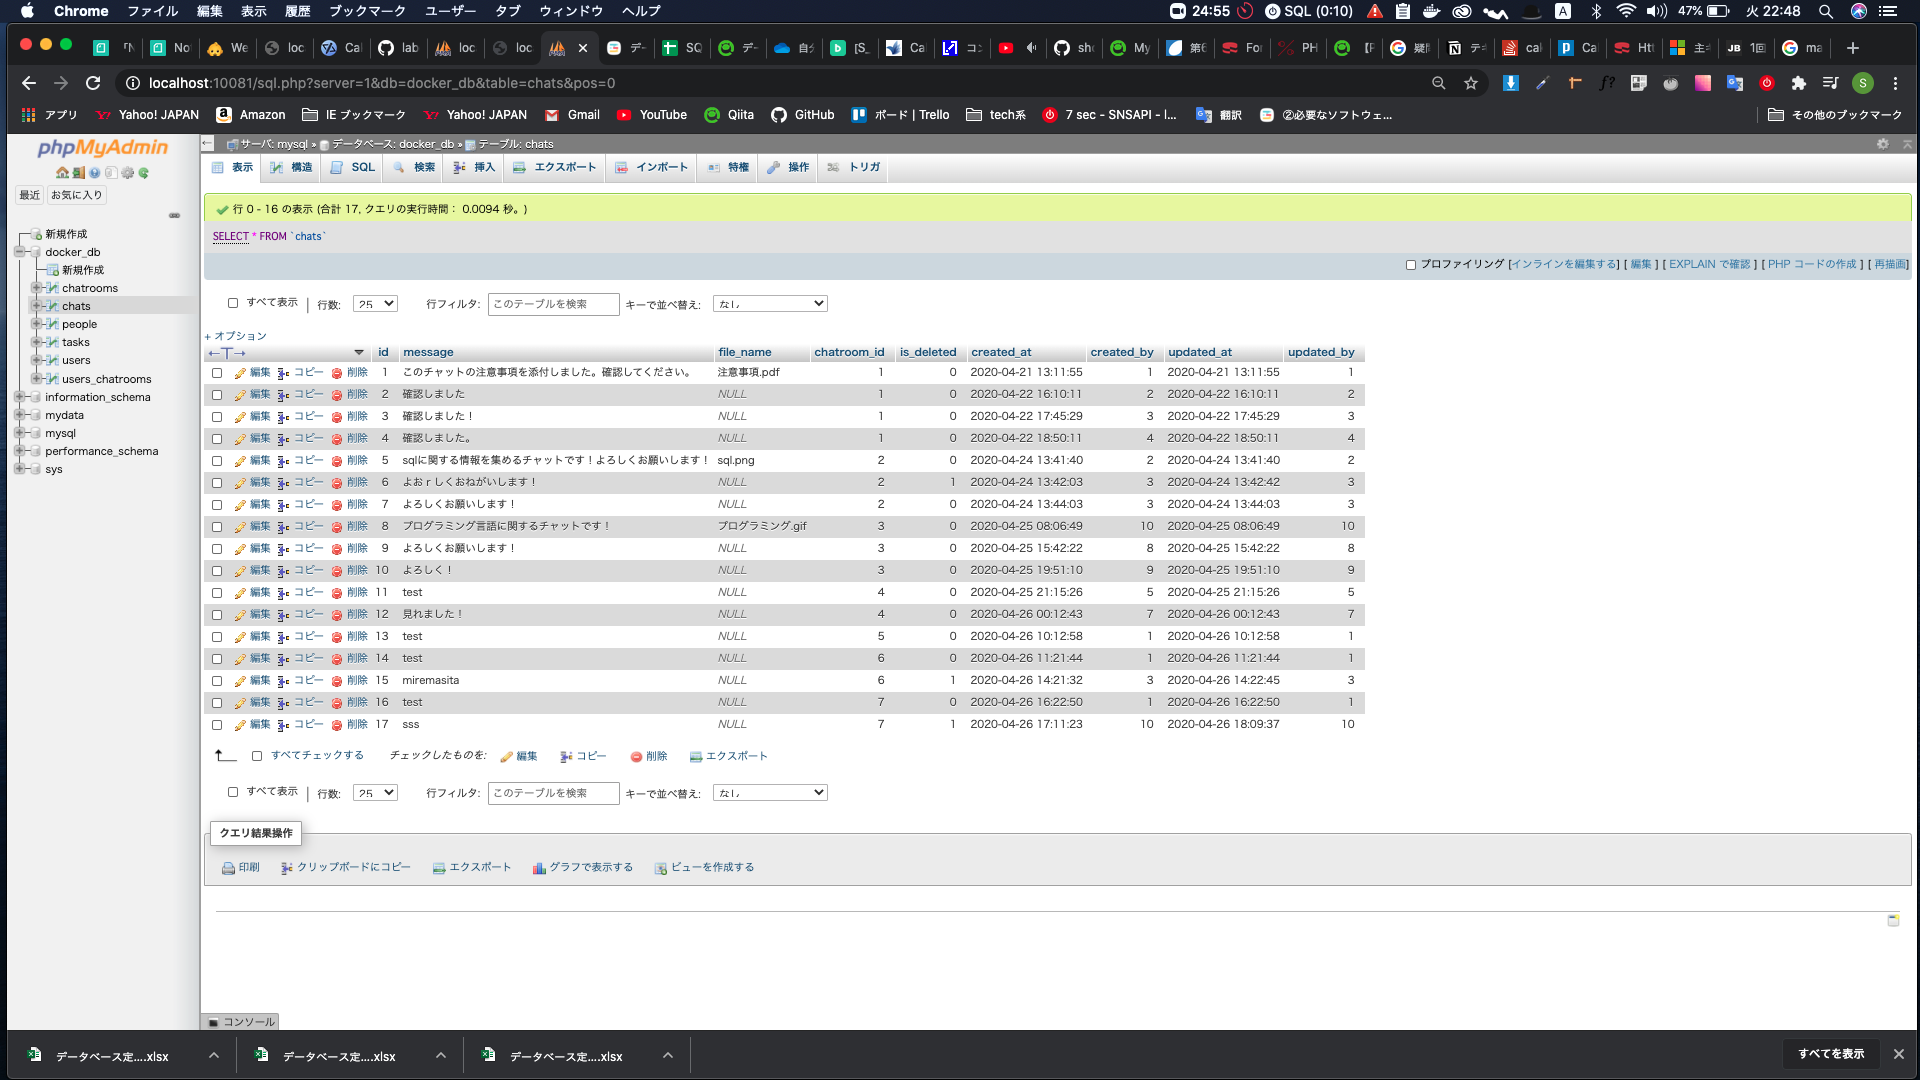 Chrome ファイル 編集 表示 履歴 ブックマーク ユーザー タブ ウィンドウ ヘルプ 24:55 SQL (0:10) A 47% 火 22:48
「N No We loc Ca lab loc loc デー SQ デー 自分 [S_ Ca コン sho My 第6 For PH 【P 疑問 テキ cak Ca Htt 主キ JB 1回 ma
localhost:10081/sql.php?server=1&db=docker_db&table=chats&pos=0 S
アプリ Yahoo! JAPAN Amazon IE ブックマーク Yahoo! JAPAN Gmail YouTube Qiita GitHub ボード | Trello tech系 7 sec - SNSAPI - I... 翻訳 ②必要なソフトウェ... その他のブックマーク
phpMyAdmin
最近 お気に入り
新規作成
docker_db
新規作成
chatrooms
chats
people
tasks
users
users_chatrooms
information_schema
mydata
mysql
performance_schema
sys
サーバ: mysql » データベース: docker_db » テーブル: chats
表示 構造 SQL 検索 挿入 エクスポート インポート 特権 操作 トリガ
行 0 - 16 の表示 (合計 17, クエリの実行時間： 0.0094 秒。)
SELECT * FROM `chats`
プロファイリング [インラインを編集する] [ 編集 ] [ EXPLAIN で確認 ] [ PHP コードの作成 ] [ 再描画]
すべて表示 | 行数: 25 行フィルタ: このテーブルを検索 キーで並べ替え: なし
+ オプション
←T→ id message file_name chatroom_id is_deleted created_at created_by updated_at updated_by
編集 コピー 削除 1 このチャットの注意事項を添付しました。確認してください。 注意事項.pdf 1 0 2020-04-21 13:11:55 1 2020-04-21 13:11:55 1
編集 コピー 削除 2 確認しました NULL 1 0 2020-04-22 16:10:11 2 2020-04-22 16:10:11 2
編集 コピー 削除 3 確認しました！ NULL 1 0 2020-04-22 17:45:29 3 2020-04-22 17:45:29 3
編集 コピー 削除 4 確認しました。 NULL 1 0 2020-04-22 18:50:11 4 2020-04-22 18:50:11 4
編集 コピー 削除 5 sqlに関する情報を集めるチャットです！よろしくお願いします！ sql.png 2 0 2020-04-24 13:41:40 2 2020-04-24 13:41:40 2
編集 コピー 削除 6 よおｒしくおねがいします！ NULL 2 1 2020-04-24 13:42:03 3 2020-04-24 13:42:42 3
編集 コピー 削除 7 よろしくお願いします！ NULL 2 0 2020-04-24 13:44:03 3 2020-04-24 13:44:03 3
編集 コピー 削除 8 プログラミング言語に関するチャットです！ プログラミング.gif 3 0 2020-04-25 08:06:49 10 2020-04-25 08:06:49 10
編集 コピー 削除 9 よろしくお願いします！ NULL 3 0 2020-04-25 15:42:22 8 2020-04-25 15:42:22 8
編集 コピー 削除 10 よろしく！ NULL 3 0 2020-04-25 19:51:10 9 2020-04-25 19:51:10 9
編集 コピー 削除 11 test NULL 4 0 2020-04-25 21:15:26 5 2020-04-25 21:15:26 5
編集 コピー 削除 12 見れました！ NULL 4 0 2020-04-26 00:12:43 7 2020-04-26 00:12:43 7
編集 コピー 削除 13 test NULL 5 0 2020-04-26 10:12:58 1 2020-04-26 10:12:58 1
編集 コピー 削除 14 test NULL 6 0 2020-04-26 11:21:44 1 2020-04-26 11:21:44 1
編集 コピー 削除 15 miremasita NULL 6 1 2020-04-26 14:21:32 3 2020-04-26 14:22:45 3
編集 コピー 削除 16 test NULL 7 0 2020-04-26 16:22:50 1 2020-04-26 16:22:50 1
編集 コピー 削除 17 sss NULL 7 1 2020-04-26 17:11:23 10 2020-04-26 18:09:37 10
すべてチェックする チェックしたものを: 編集 コピー 削除 エクスポート
すべて表示 | 行数: 25 行フィルタ: このテーブルを検索 キーで並べ替え: なし
クエリ結果操作
印刷 クリップボードにコピー エクスポート グラフで表示する ビューを作成する
コンソール
データベース定....xlsx データベース定....xlsx データベース定....xlsx すべてを表示